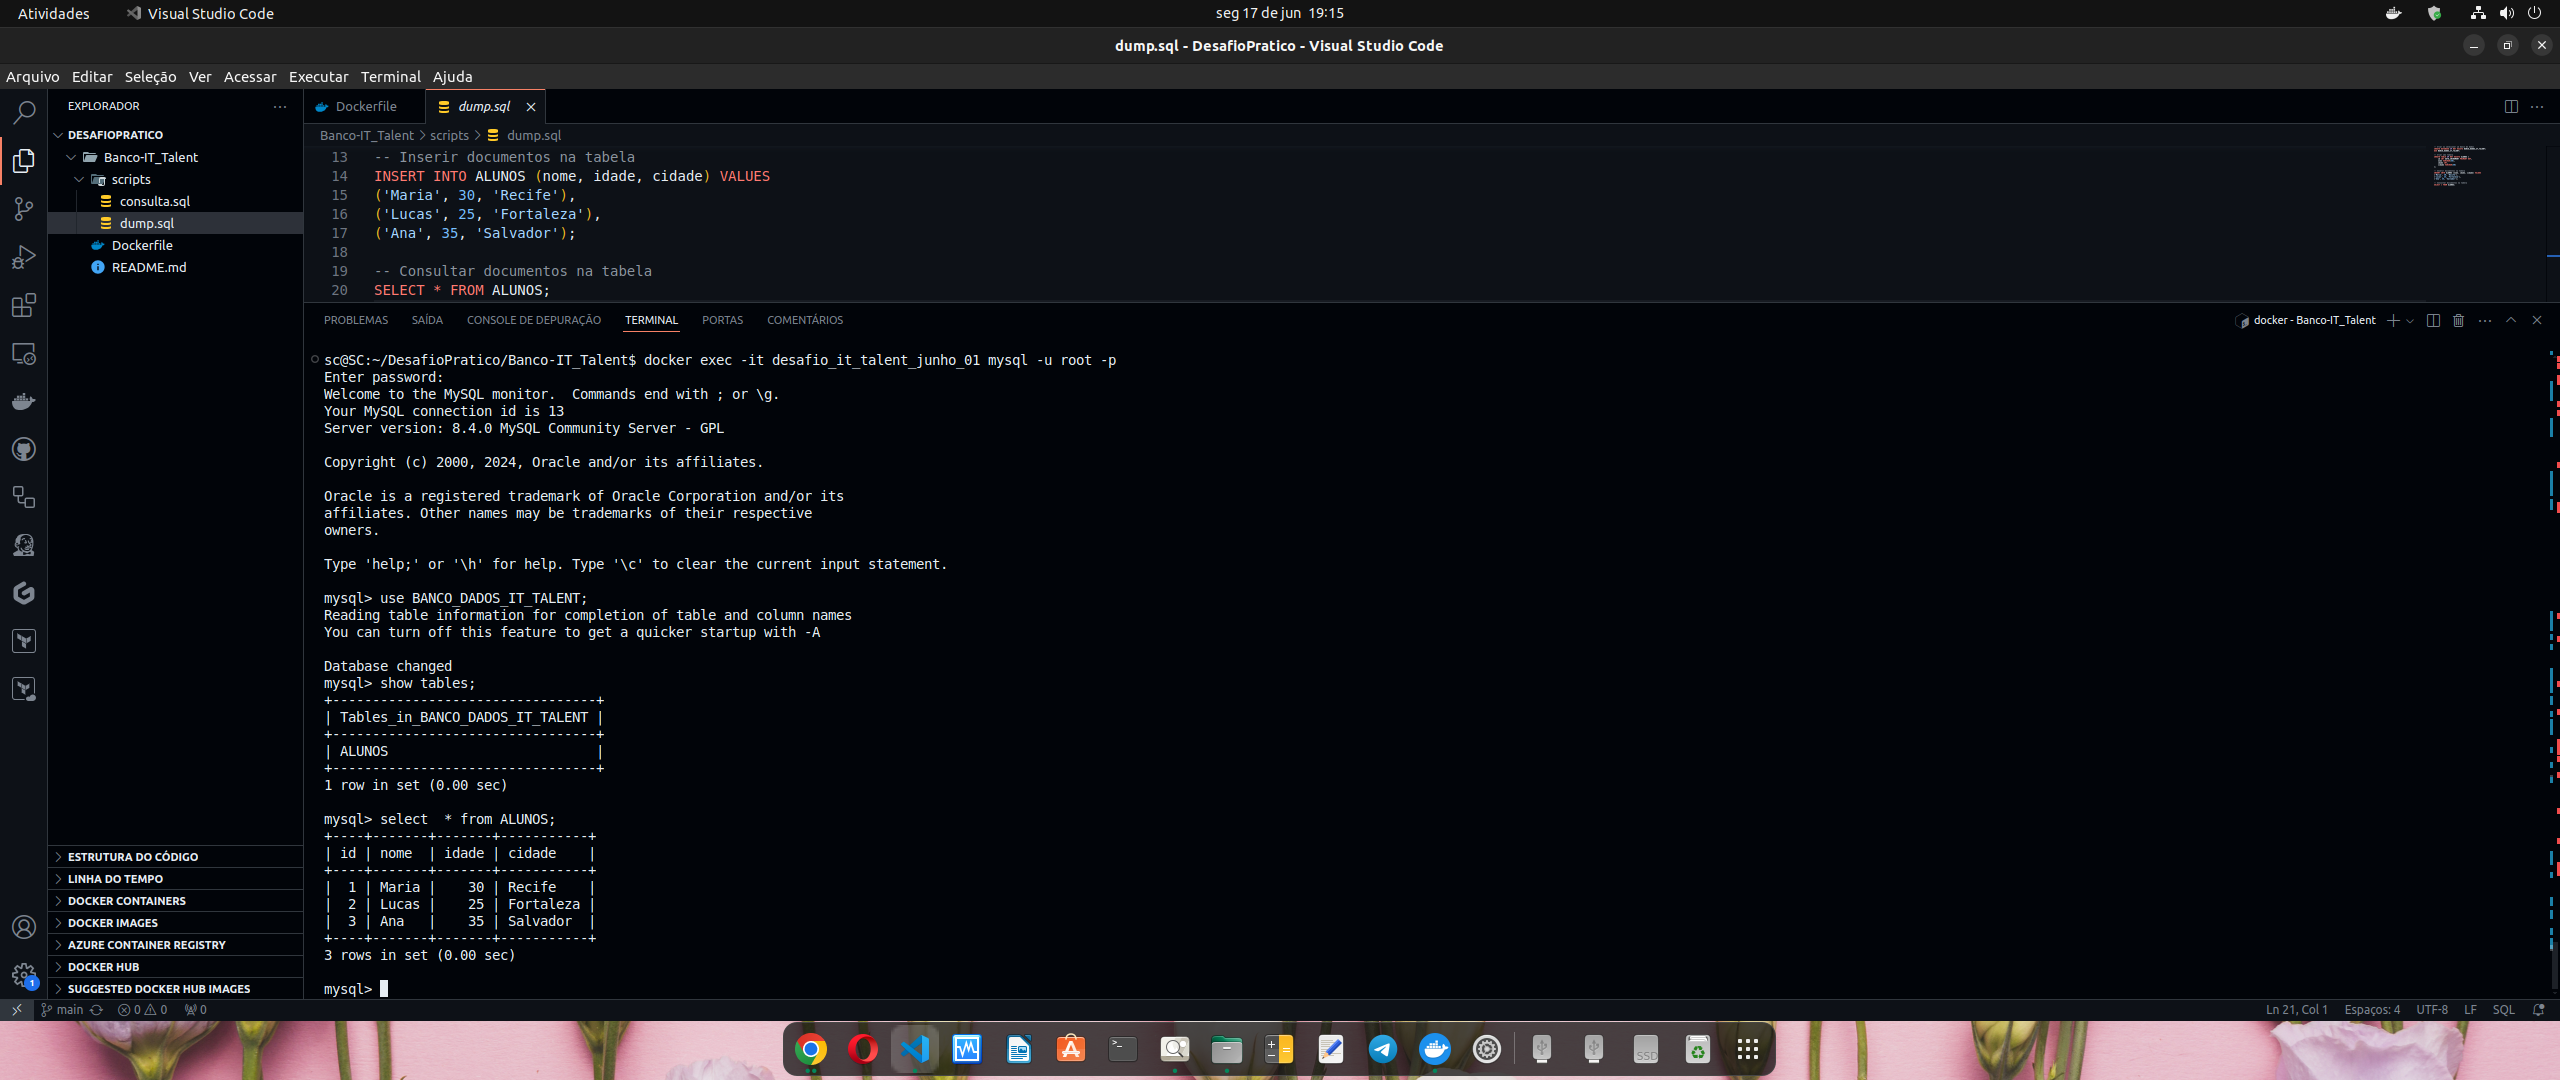 Atividades Visual Studio Code seg 17 de jun 19:15
dump.sql - DesafioPratico - Visual Studio Code
Arquivo Editar Seleção Ver Acessar Executar Terminal Ajuda
EXPLORADOR
DESAFIOPRATICO
Banco-IT_Talent
scripts
consulta.sql
dump.sql
Dockerfile
README.md
ESTRUTURA DO CÓDIGO
LINHA DO TEMPO
DOCKER CONTAINERS
DOCKER IMAGES
AZURE CONTAINER REGISTRY
DOCKER HUB
SUGGESTED DOCKER HUB IMAGES
1
Dockerfile dump.sql
Banco-IT_Talent scripts dump.sql
13 -- Inserir documentos na tabela
14 INSERT INTO ALUNOS (nome, idade, cidade) VALUES
15 ('Maria', 30, 'Recife'),
16 ('Lucas', 25, 'Fortaleza'),
17 ('Ana', 35, 'Salvador');
18
19 -- Consultar documentos na tabela
20 SELECT * FROM ALUNOS;
PROBLEMAS SAÍDA CONSOLE DE DEPURAÇÃO TERMINAL PORTAS COMENTÁRIOS
docker - Banco-IT_Talent
sc@SC:~/DesafioPratico/Banco-IT_Talent$ docker exec -it desafio_it_talent_junho_01 mysql -u root -p
Enter password:
Welcome to the MySQL monitor.  Commands end with ; or \g.
Your MySQL connection id is 13
Server version: 8.4.0 MySQL Community Server - GPL
Copyright (c) 2000, 2024, Oracle and/or its affiliates.
Oracle is a registered trademark of Oracle Corporation and/or its
affiliates. Other names may be trademarks of their respective
owners.
Type 'help;' or '\h' for help. Type '\c' to clear the current input statement.
mysql> use BANCO_DADOS_IT_TALENT;
Reading table information for completion of table and column names
You can turn off this feature to get a quicker startup with -A
Database changed
mysql> show tables;
+---------------------------------+
| Tables_in_BANCO_DADOS_IT_TALENT |
+---------------------------------+
| ALUNOS                          |
+---------------------------------+
1 row in set (0.00 sec)
mysql> select  * from ALUNOS;
+----+-------+-------+-----------+
| id | nome  | idade | cidade    |
+----+-------+-------+-----------+
|  1 | Maria |    30 | Recife    |
|  2 | Lucas |    25 | Fortaleza |
|  3 | Ana   |    35 | Salvador  |
+----+-------+-------+-----------+
3 rows in set (0.00 sec)
mysql>
main 0 0 0 Ln 21, Col 1 Espaços: 4 UTF-8 LF SQL
SSD